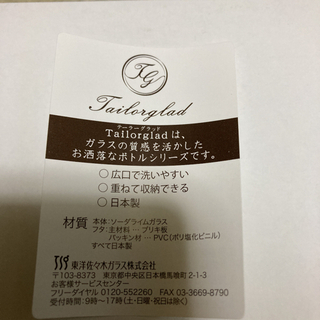 TG
Tailorglad
テーラーグラッド
Tailorgladは、
ガラスの質感を活かした
お洒落なボトルシリーズです。
○ 広口で洗いやすい
○ 重ねて収納できる
○ 日本製
材質 本体:ソーダライムガラス
フタ:主材料 … ブリキ板
パッキン材 … PVC(ポリ塩化ビニル)
すべて日本製
東洋佐々木ガラス株式会社
〒103-8373 東京都中央区日本橋馬喰町2-1-3
お客様サービスセンター
フリーダイヤル 0120-552260 FAX 03-3669-8790
受付時間:9時~17時(土・日曜・祝日は除く)